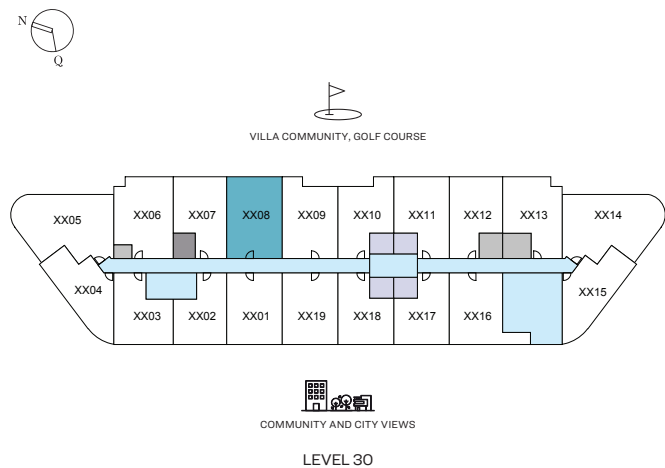 N
Q
VILLA COMMUNITY, GOLF COURSE
XX05
XX06
XX07
XX08
XX09
XX10
XX11
XX12
XX13
XX14
XX04
XX03
XX02
XX01
XX19
XX18
XX17
XX16
XX15
COMMUNITY AND CITY VIEWS
LEVEL 30